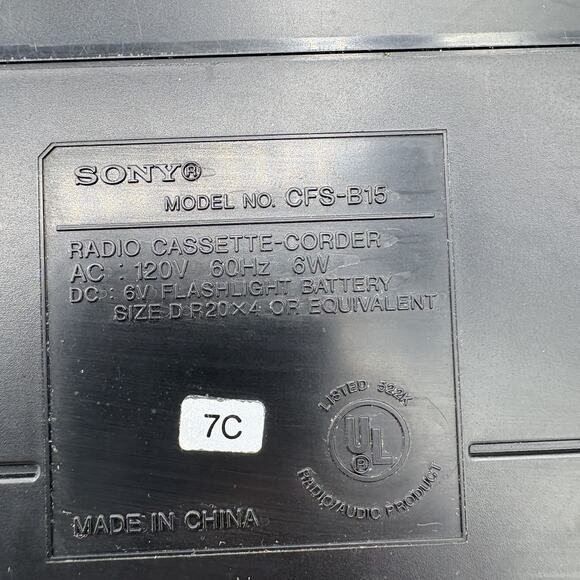 SONY®
MODEL NO. CFS-B15
RADIO CASSETTE-CORDER
AC : 120V 60Hz 6W
DC : 6V FLASHLIGHT BATTERY
SIZE D R20×4 OR EQUIVALENT
7C
LISTED 522K
UL®
RADIO/AUDIO PRODUCT
MADE IN CHINA